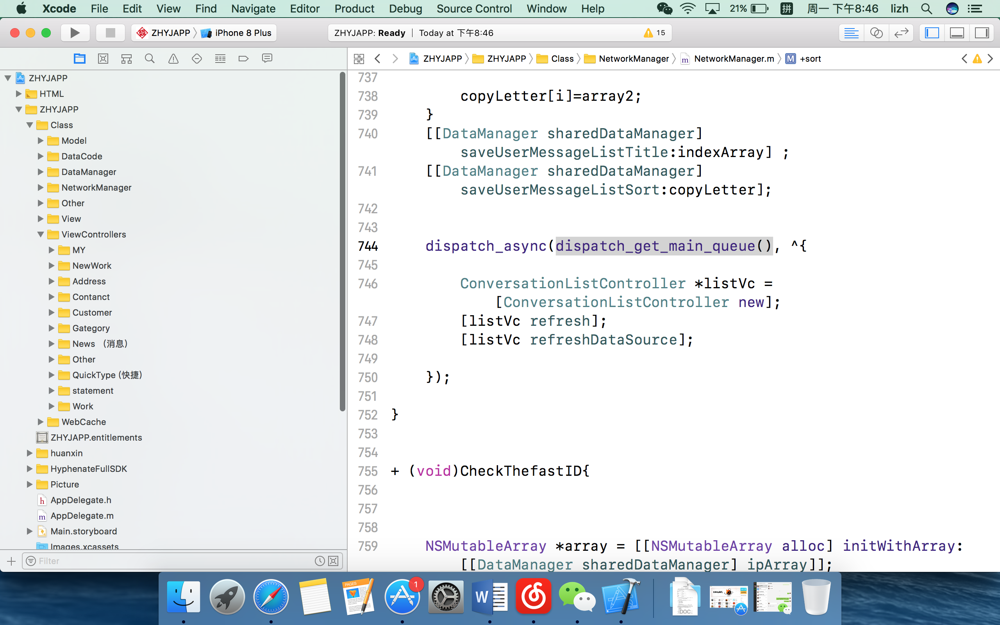 Xcode File Edit View Find Navigate Editor Product Debug Source Control Window Help 21% 拼 周一 下午8:46 lizh
ZHYJAPP iPhone 8 Plus ZHYJAPP: Ready Today at 下午8:46 15
ZHYJAPP ZHYJAPP Class NetworkManager m NetworkManager.m M +sort
ZHYJAPP
HTML
ZHYJAPP
Class
Model
DataCode
DataManager
NetworkManager
Other
View
ViewControllers
MY
NewWork
Address
Contanct
Customer
Gategory
News （消息）
Other
QuickType (快捷)
statement
Work
WebCache
ZHYJAPP.entitlements
huanxin
HyphenateFullSDK
Picture
h AppDelegate.h
m AppDelegate.m
Main.storyboard
Images.xcassets
Filter
737
738 copyLetter[i]=array2;
739 }
740 [[DataManager sharedDataManager]
saveUserMessageListTitle:indexArray] ;
741 [[DataManager sharedDataManager]
saveUserMessageListSort:copyLetter];
742
743
744 dispatch_async(dispatch_get_main_queue(), ^{
745
746 ConversationListController *listVc =
[ConversationListController new];
747 [listVc refresh];
748 [listVc refreshDataSource];
749
750 });
751
752 }
753
754
755 + (void)CheckThefastID{
756
757
758
759 NSMutableArray *array = [[NSMutableArray alloc] initWithArray:
[[DataManager sharedDataManager] ipArray]];
PAGES
1
W
DOC